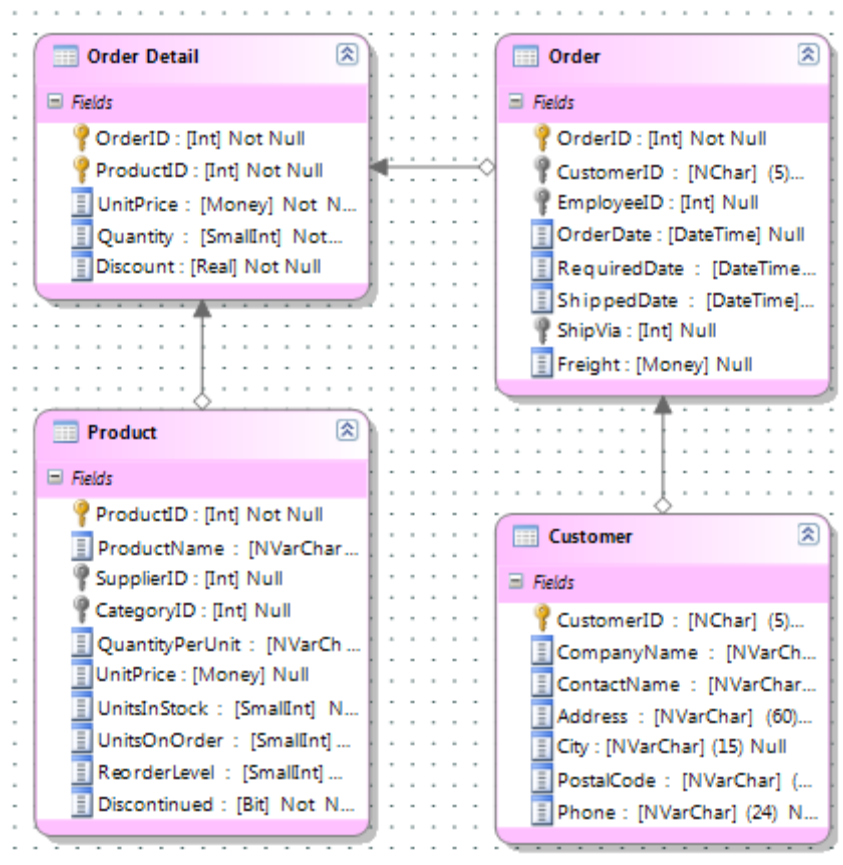 Order Detail
Fields
OrderID : [Int] Not Null
ProductID : [Int] Not Null
UnitPrice : [Money] Not N...
Quantity : [SmallInt] Not...
Discount : [Real] Not Null
Order
Fields
OrderID : [Int] Not Null
CustomerID : [NChar] (5)...
EmployeeID : [Int] Null
OrderDate : [DateTime] Null
RequiredDate : [DateTime...
ShippedDate : [DateTime]...
ShipVia : [Int] Null
Freight : [Money] Null
Product
Fields
ProductID : [Int] Not Null
ProductName : [NVarChar...
SupplierID : [Int] Null
CategoryID : [Int] Null
QuantityPerUnit : [NVarCh ...
UnitPrice : [Money] Null
UnitsInStock : [SmallInt] N...
UnitsOnOrder : [SmallInt] ...
ReorderLevel : [SmallInt] ...
Discontinued : [Bit] Not N...
Customer
Fields
CustomerID : [NChar] (5)...
CompanyName : [NVarCh...
ContactName : [NVarChar...
Address : [NVarChar] (60)...
City : [NVarChar] (15) Null
PostalCode : [NVarChar] (...
Phone : [NVarChar] (24) N...